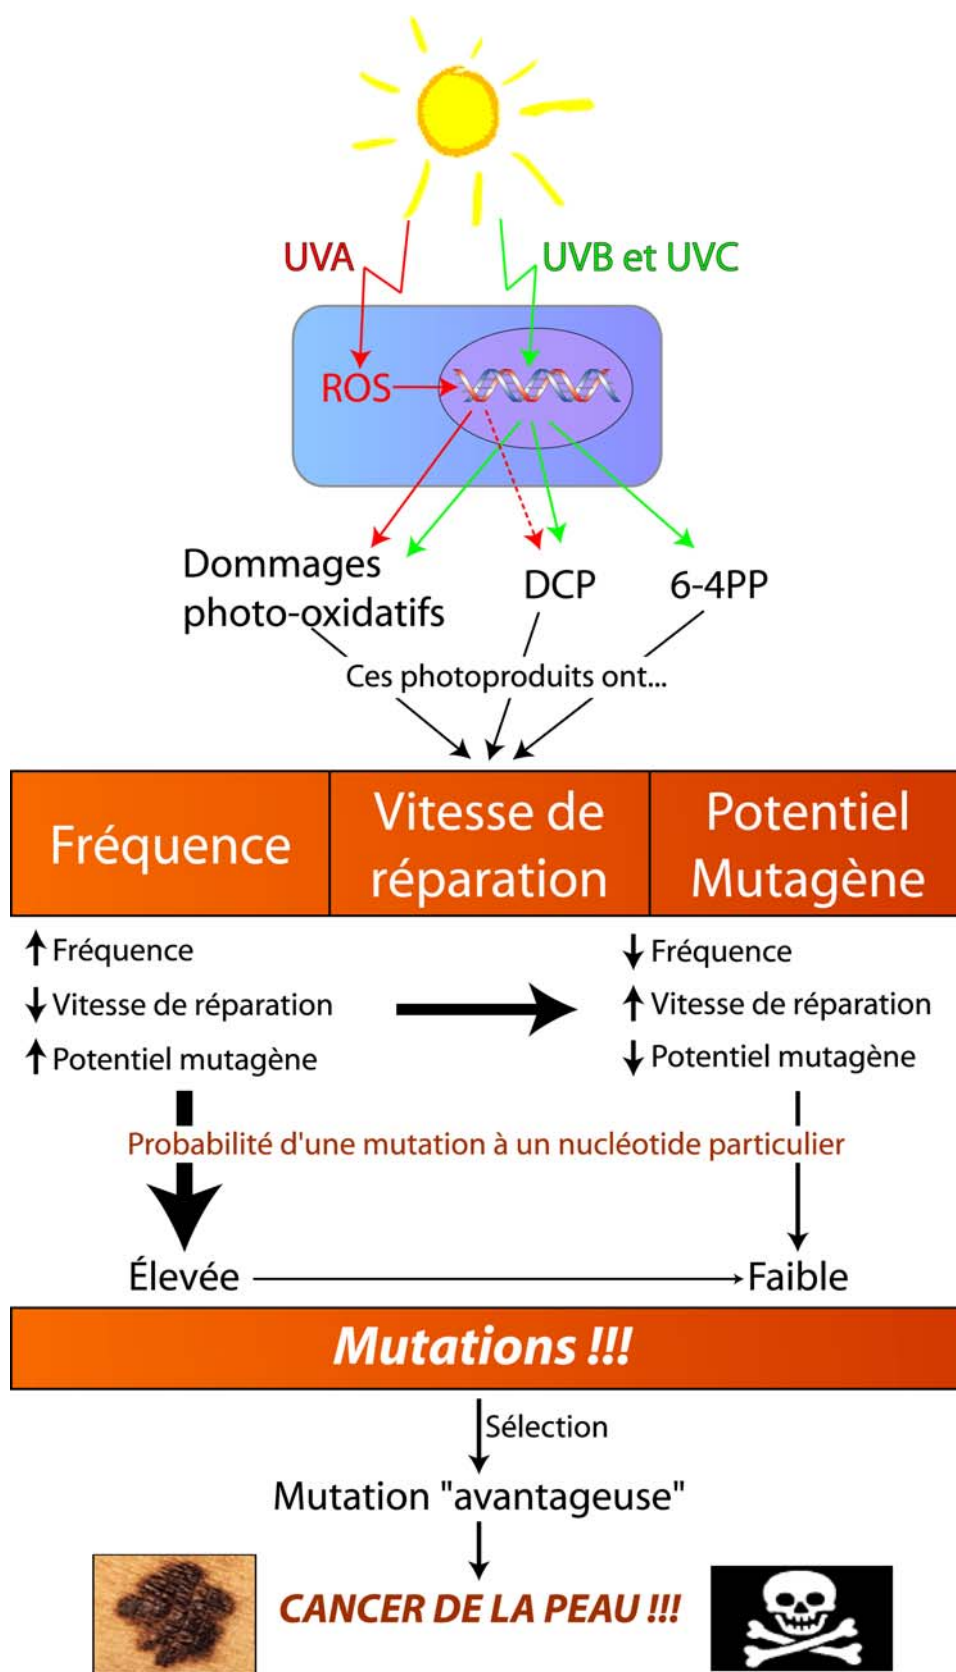 UVA
UVB et UVC
ROS
Dommages
photo-oxidatifs
DCP
6-4PP
Ces photoproduits ont...
Fréquence
Vitesse de
réparation
Potentiel
Mutagène
Fréquence
Vitesse de réparation
Potentiel mutagène
Fréquence
Vitesse de réparation
Potentiel mutagène
Probabilité d'une mutation à un nucléotide particulier
Élevée
Faible
Mutations !!!
Sélection
Mutation "avantageuse"
CANCER DE LA PEAU !!!